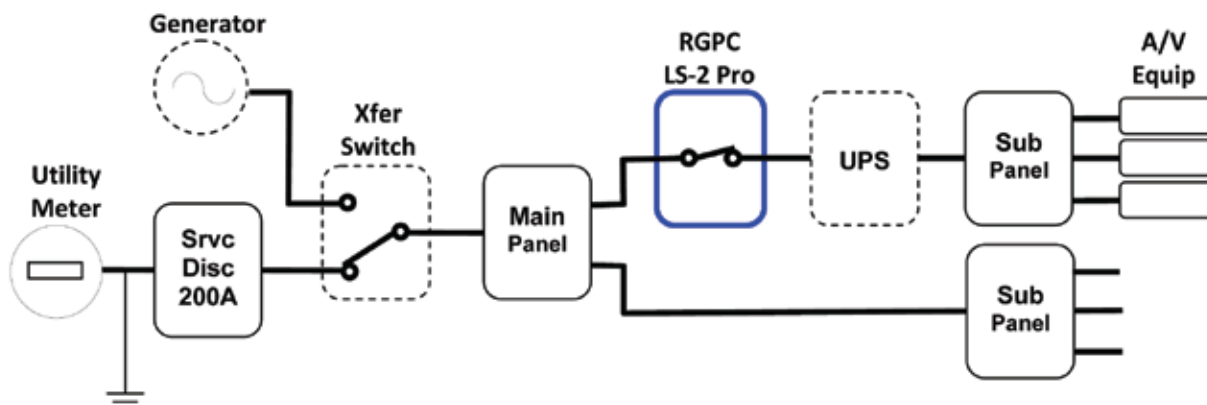 Generator
Xfer
Switch
Utility
Meter
Srvc
Disc
200A
Main
Panel
RGPC
LS-2 Pro
UPS
Sub
Panel
A/V
Equip
Sub
Panel